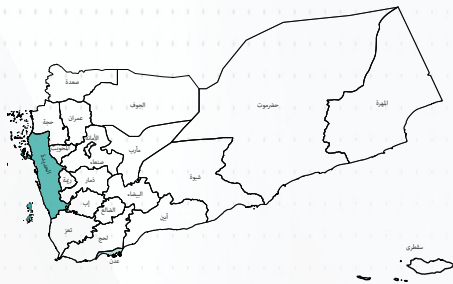 صعدة
الجوف
حضرموت
المهرة
حجة
عمران
الأمانة
المحويت
صنعاء
مأرب
الحديدة
ريمة
ذمار
شبوة
البيضاء
إب
الضالع
أبين
تعز
لحج
عدن
سقطرى